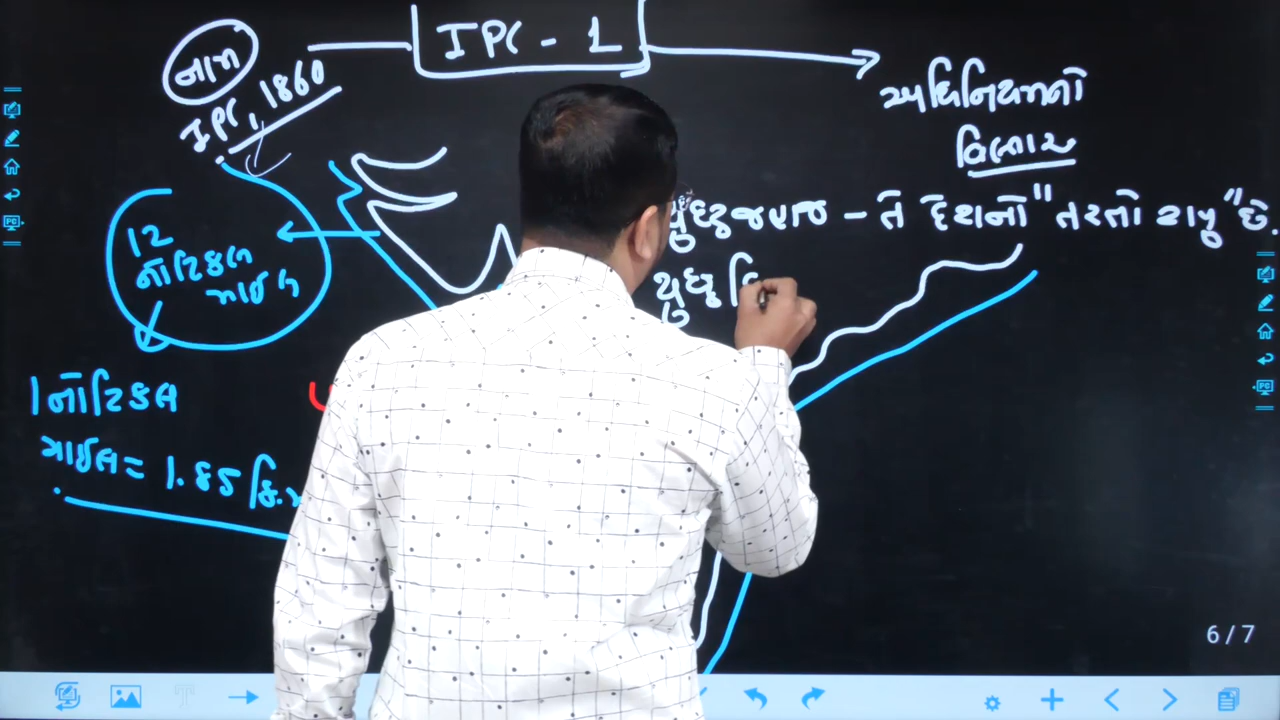 નામ
IPC - 1
IPC, 1860
અધિનિયમનો
વિસ્તાર
યુધ્ધજહાજ – તે દેશનો "તરતો ટાપુ" છે.
યુધ્ધ વિ
12
નૉટિકલ
માઈલ
1 નૉટિકલ
માઈલ = 1.85 કિ.મ
6 / 7